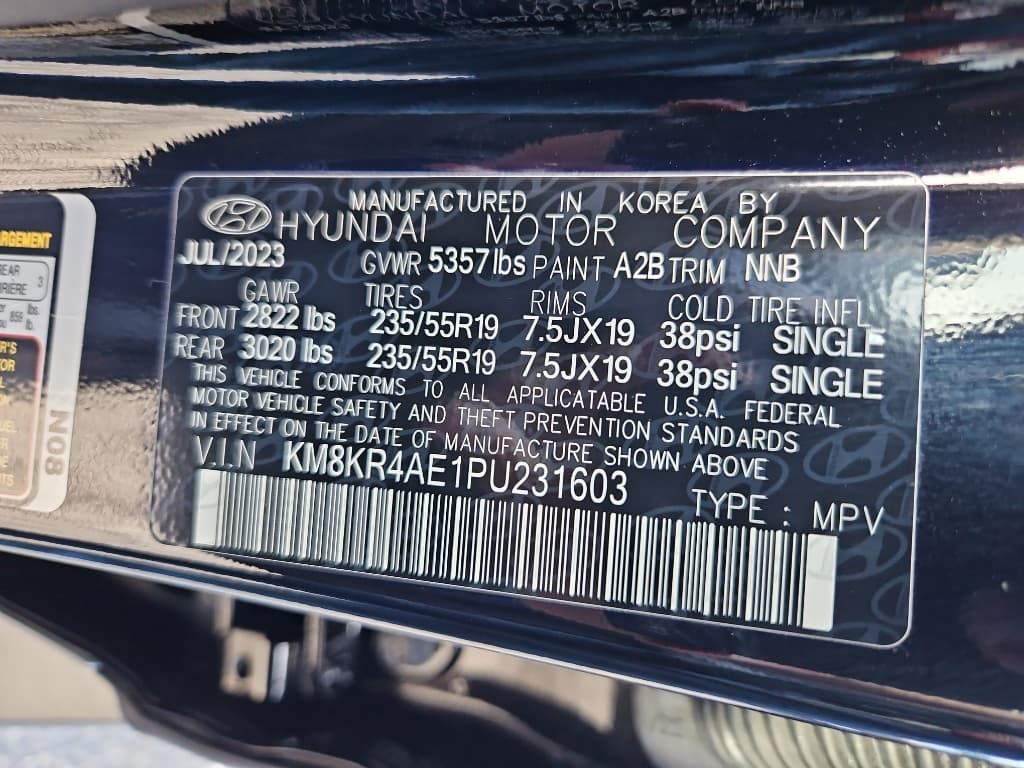 MANUFACTURED IN KOREA BY
HYUNDAI MOTOR COMPANY
JUL/2023 GVWR 5357lbs PAINT A2B TRIM NNB
GAWR TIRES RIMS COLD TIRE INFL
FRONT 2822 lbs 235/55R19 7.5JX19 38psi SINGLE
REAR 3020 lbs 235/55R19 7.5JX19 38psi SINGLE
THIS VEHICLE CONFORMS TO ALL APPLICATABLE U.S.A. FEDERAL
MOTOR VEHICLE SAFETY AND THEFT PREVENTION STANDARDS
IN EFFECT ON THE DATE OF MANUFACTURE SHOWN ABOVE
V.I.N KM8KR4AE1PU231603
TYPE : MPV
3
lbs.
N08